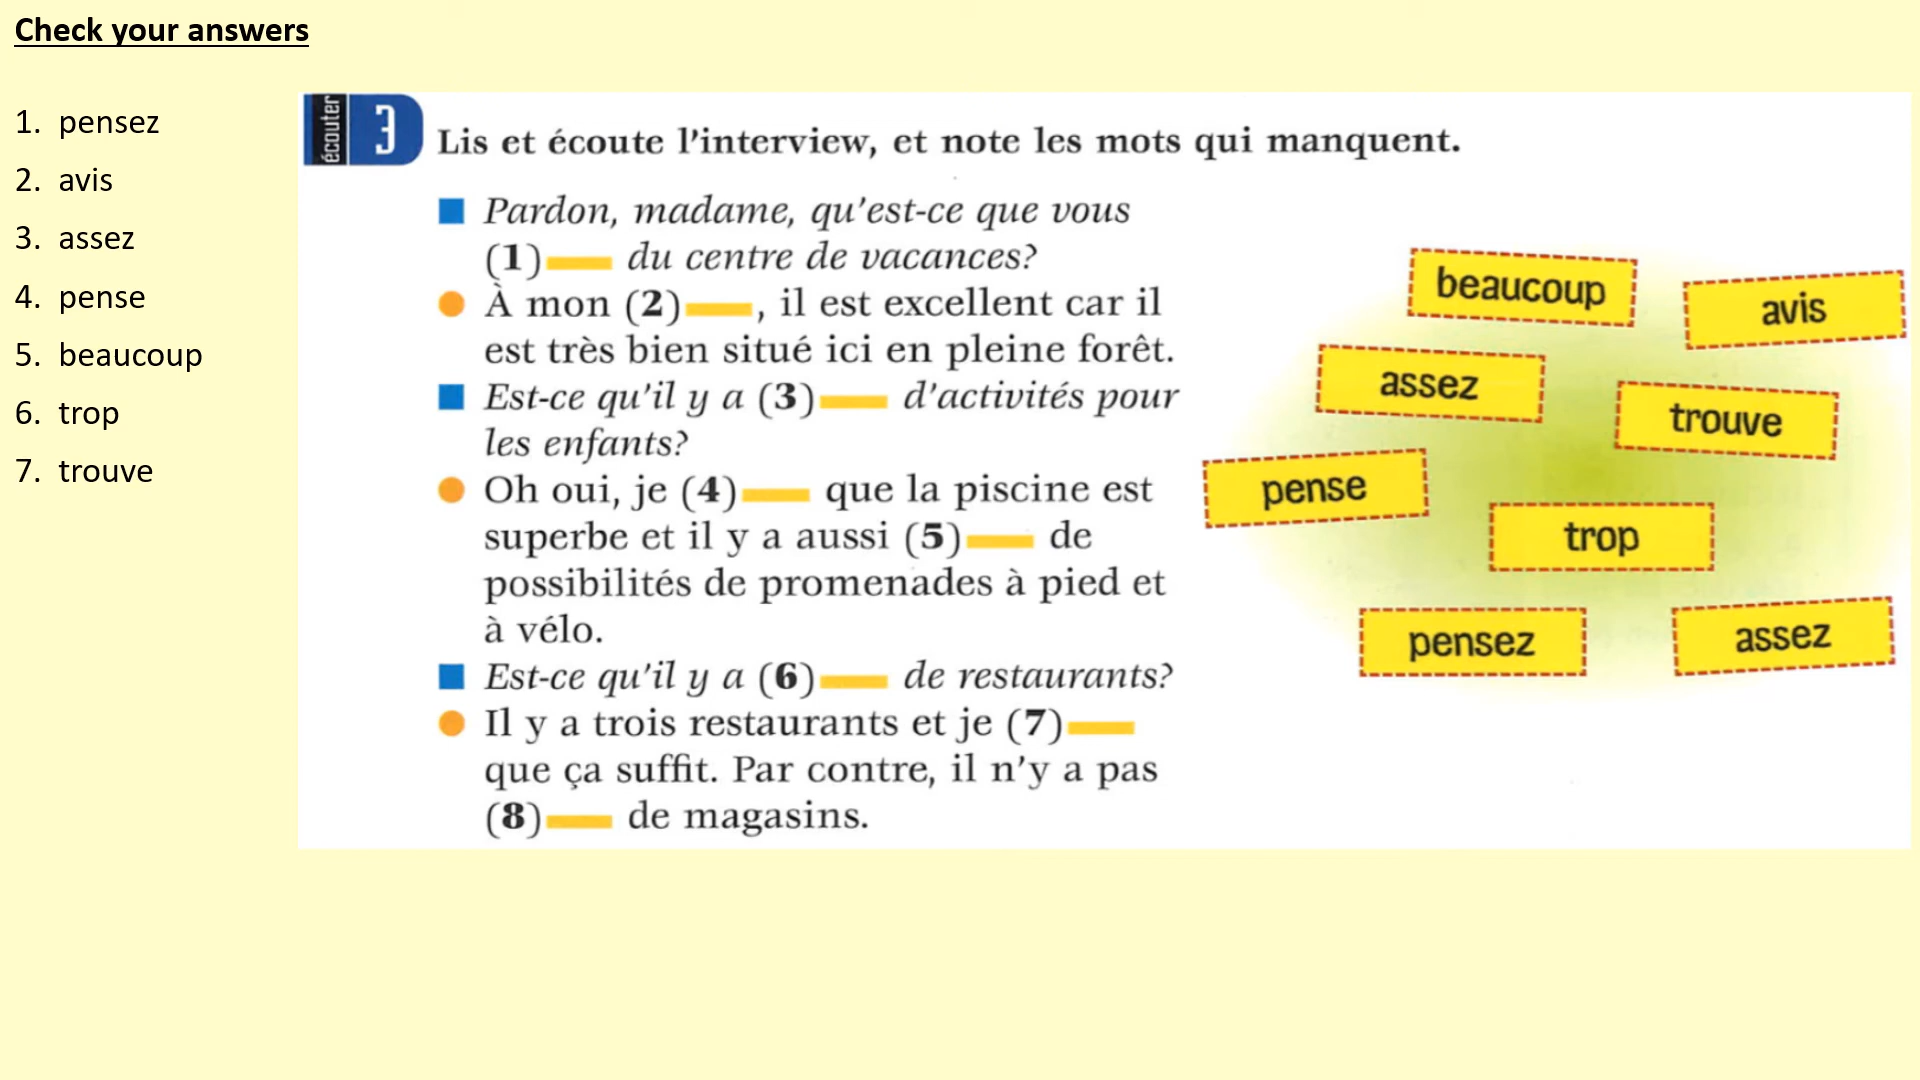 Check your answers
1. pensez
2. avis
3. assez
4. pense
5. beaucoup
6. trop
7. trouve
écouter
3
Lis et écoute l'interview, et note les mots qui manquent.
Pardon, madame, qu'est-ce que vous
(1) du centre de vacances?
À mon (2) , il est excellent car il
est très bien situé ici en pleine forêt.
Est-ce qu'il y a (3) d'activités pour
les enfants?
Oh oui, je (4) que la piscine est
superbe et il y a aussi (5) de
possibilités de promenades à pied et
à vélo.
Est-ce qu'il y a (6) de restaurants?
Il y a trois restaurants et je (7)
que ça suffit. Par contre, il n'y a pas
(8) de magasins.
beaucoup
avis
assez
trouve
pense
trop
pensez
assez